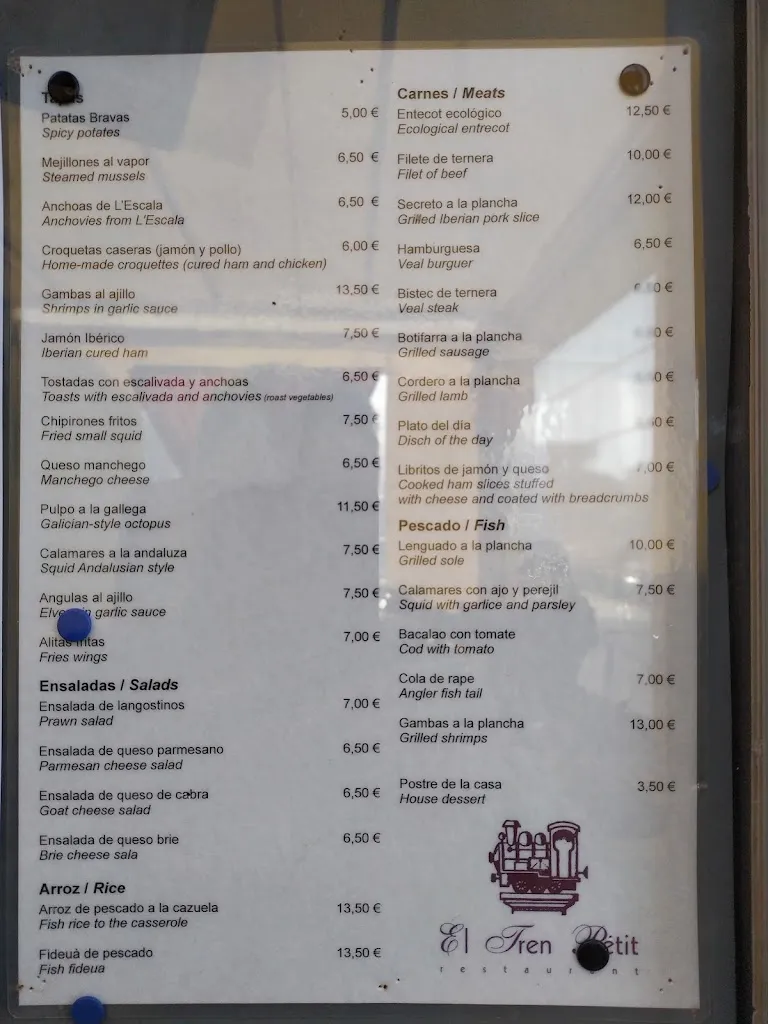 Patatas Bravas 5,00 €
Spicy potates
Mejillones al vapor 6,50 €
Steamed mussels
Anchoas de L'Escala 6,50 €
Anchovies from L'Escala
Croquetas caseras (jamón y pollo) 6,00 €
Home-made croquettes (cured ham and chicken)
Gambas al ajillo 13,50 €
Shrimps in garlic sauce
Jamón Ibérico 7,50 €
Iberian cured ham
Tostadas con escalivada y anchoas 6,50 €
Toasts with escalivada and anchovies (roast vegetables)
Chipirones fritos 7,50 €
Fried small squid
Queso manchego 6,50 €
Manchego cheese
Pulpo a la gallega 11,50 €
Galician-style octopus
Calamares a la andaluza 7,50 €
Squid Andalusian style
Angulas al ajillo 7,50 €
in garlic sauce
Alitas fritas 7,00 €
Fries wings
Ensaladas / Salads
Ensalada de langostinos 7,00 €
Prawn salad
Ensalada de queso parmesano 6,50 €
Parmesan cheese salad
Ensalada de queso de cabra 6,50 €
Goat cheese salad
Ensalada de queso brie 6,50 €
Brie cheese sala
Arroz / Rice
Arroz de pescado a la cazuela 13,50 €
Fish rice to the casserole
Fideuà de pescado 13,50 €
Fish fideua
Carnes / Meats
Entecot ecológico 12,50 €
Ecological entrecot
Filete de ternera 10,00 €
Filet of beef
Secreto a la plancha 12,00 €
Grilled Iberian pork slice
Hamburguesa 6,50 €
Veal burguer
Bistec de ternera
Veal steak
Botifarra a la plancha
Grilled sausage
Cordero a la plancha
Grilled lamb
Plato del día
Disch of the day
Libritos de jamón y queso 7,00 €
Cooked ham slices stuffed
with cheese and coated with breadcrumbs
Pescado / Fish
Lenguado a la plancha 10,00 €
Grilled sole
Calamares con ajo y perejil 7,50 €
Squid with garlice and parsley
Bacalao con tomate
Cod with tomato
Cola de rape 7,00 €
Angler fish tail
Gambas a la plancha 13,00 €
Grilled shrimps
Postre de la casa 3,50 €
House dessert
El Tren Pétit
restaurant